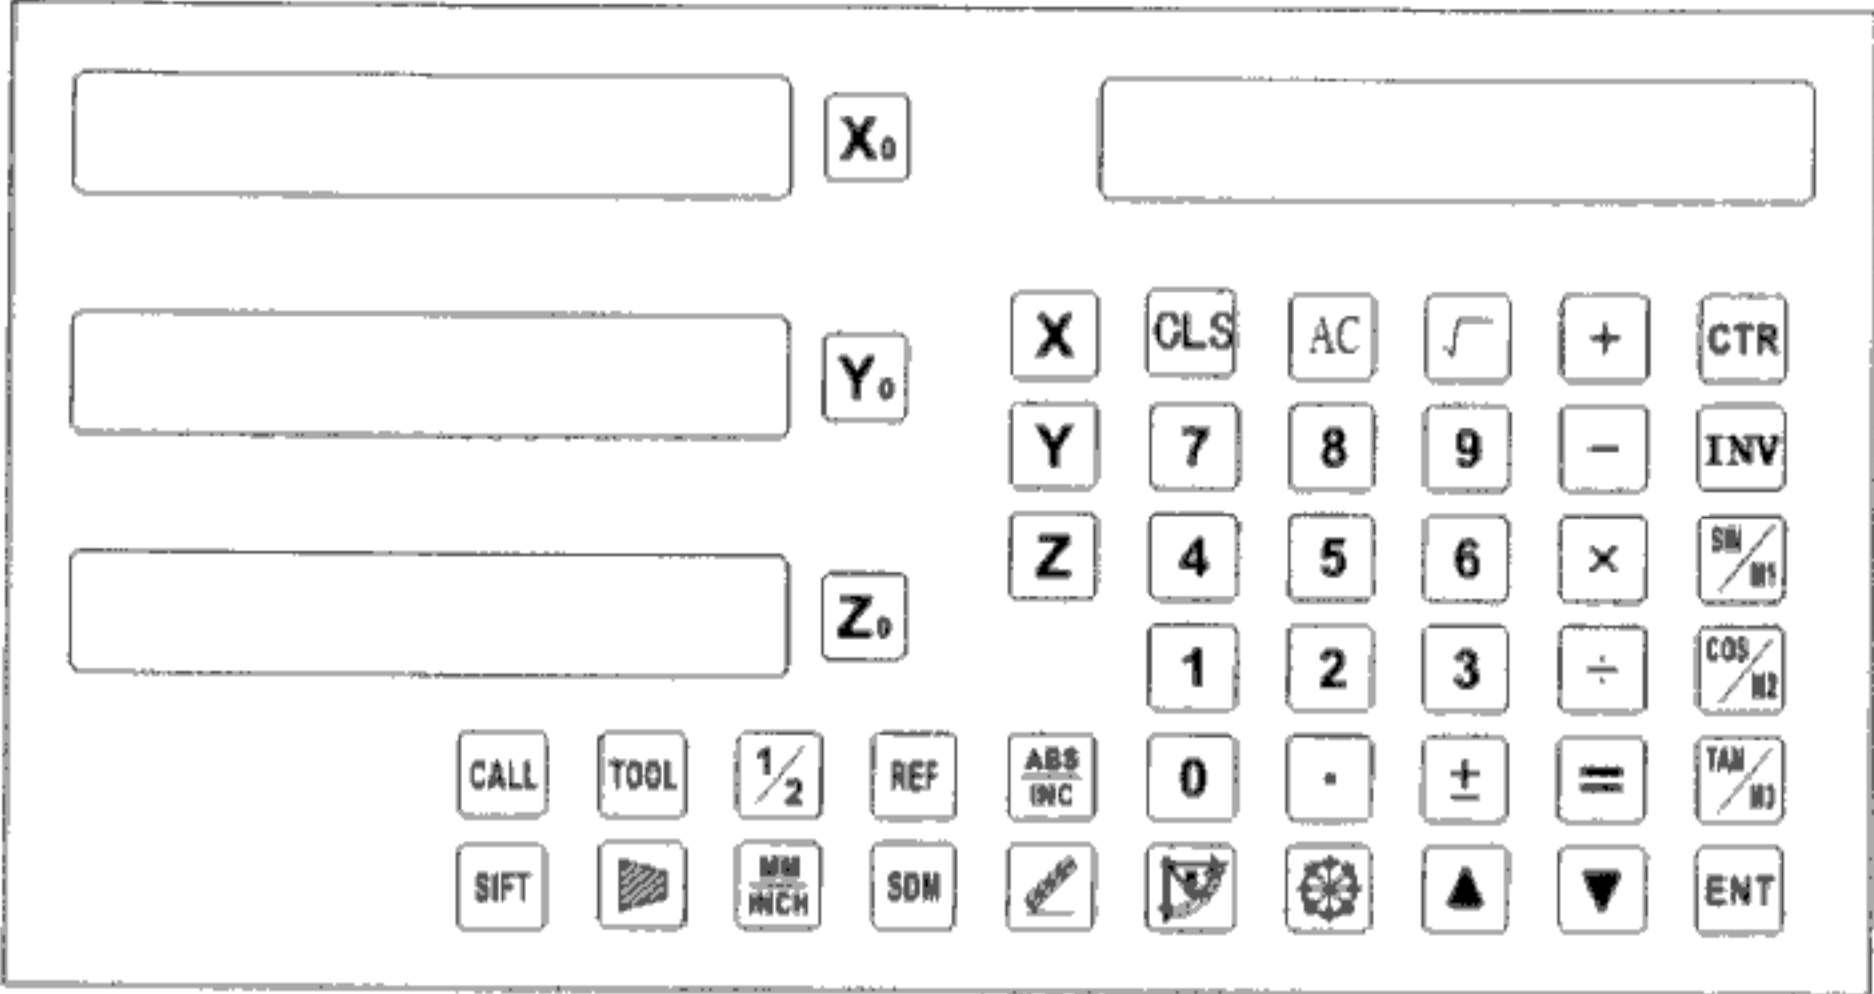 X₀
Y₀
Z₀
X CLS AC √ + CTR
Y 7 8 9 − INV
Z 4 5 6 × SIN/M1
1 2 3 ÷ COS/M2
CALL TOOL 1/2 REF ABS/INC 0 · ± = TAN/M3
SIFT MM/INCH SDM ▲ ▼ ENT